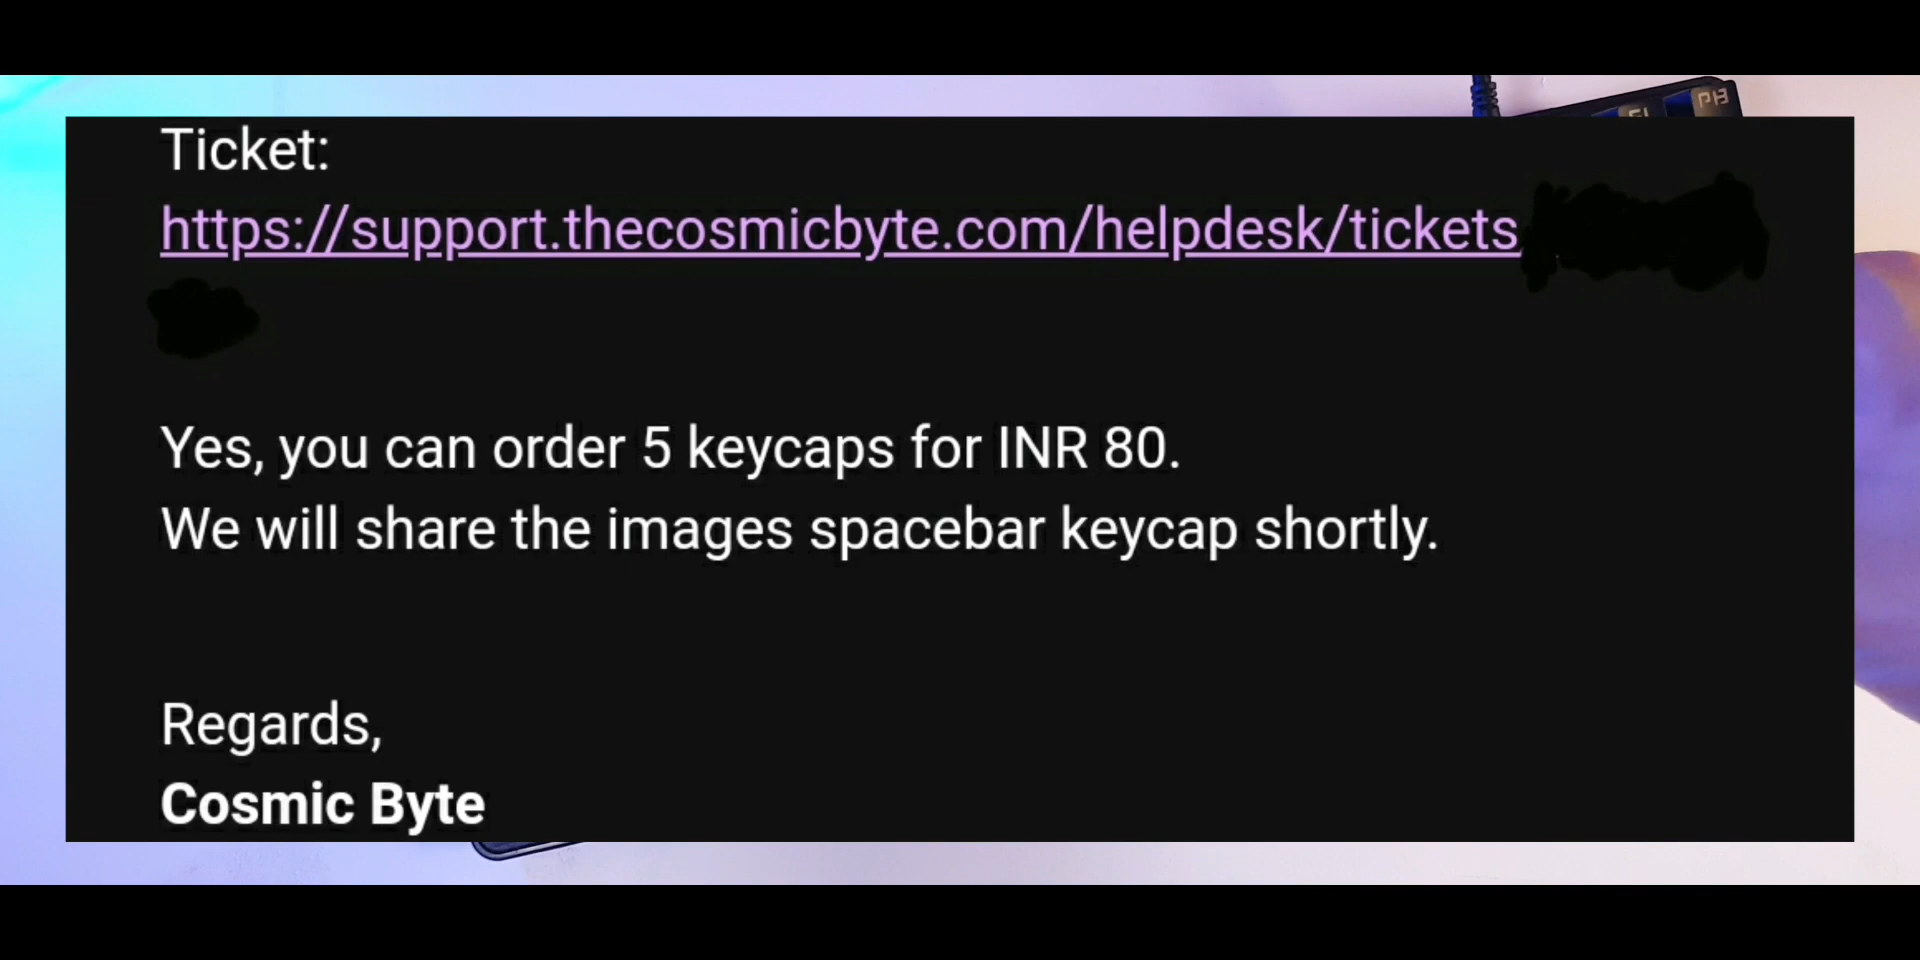 Ticket:
https://support.thecosmicbyte.com/helpdesk/tickets
Yes, you can order 5 keycaps for INR 80.
We will share the images spacebar keycap shortly.
Regards,
Cosmic Byte